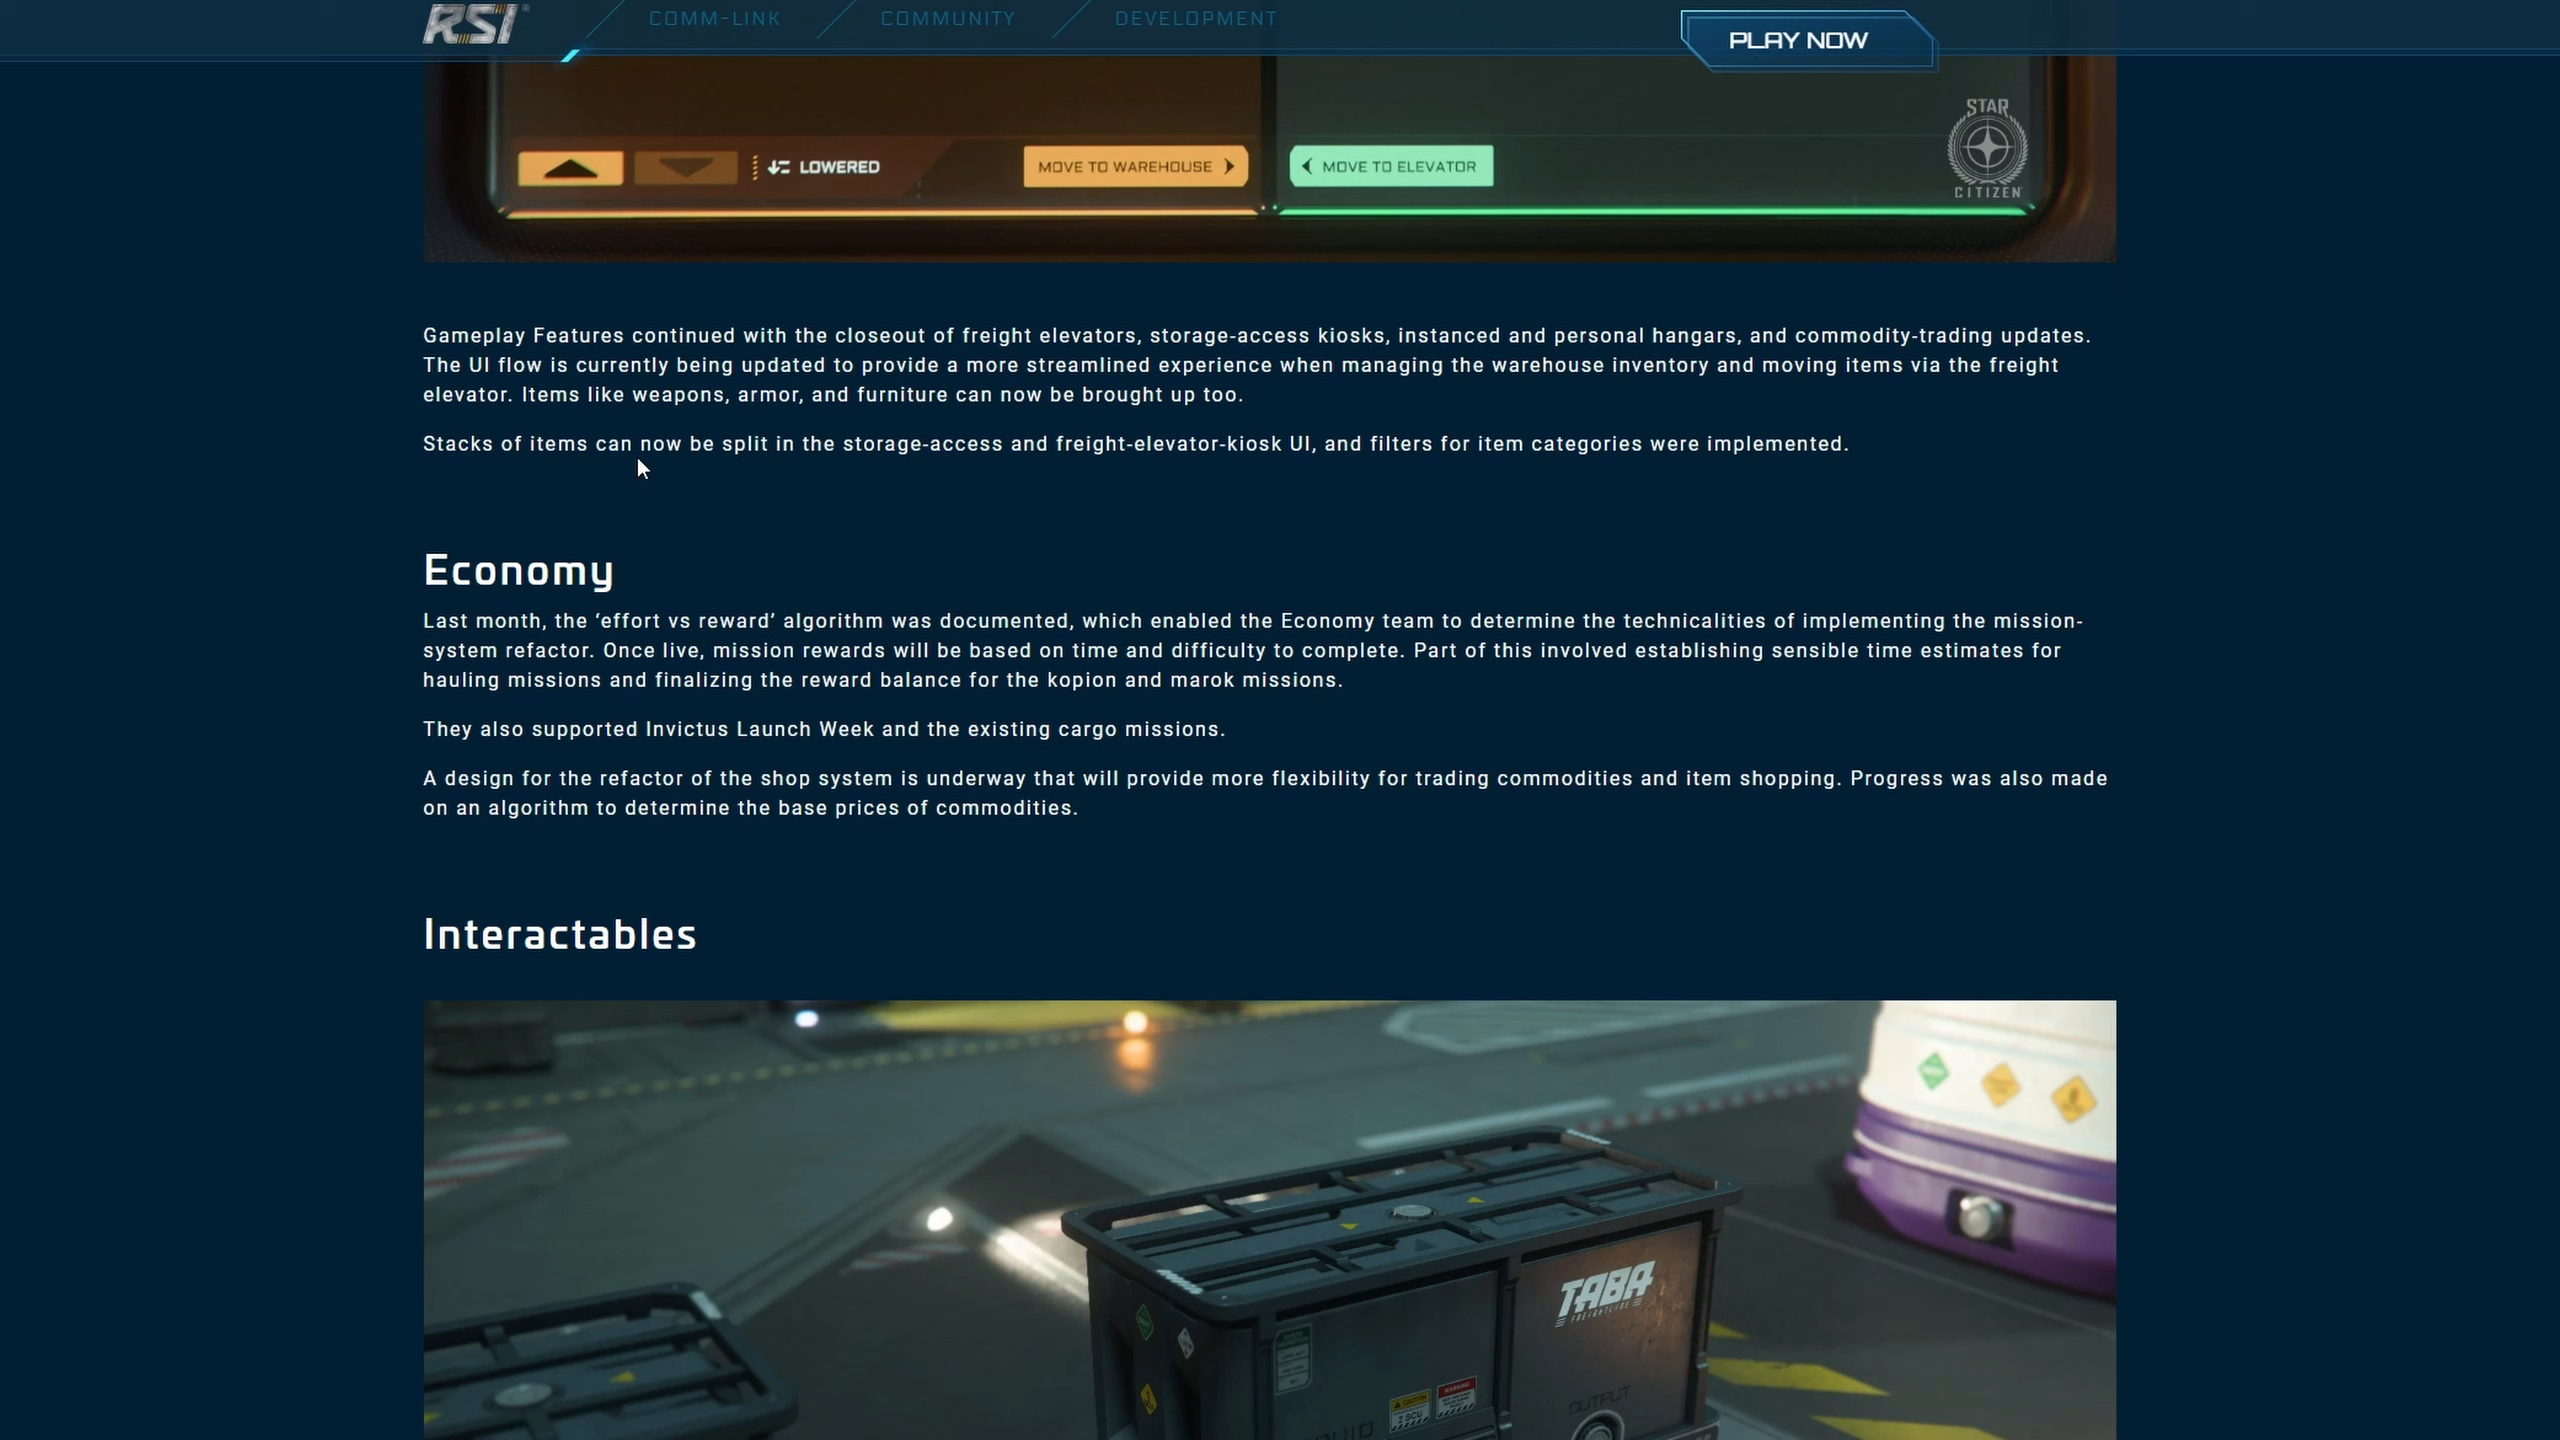 RSI
COMM-LINK
COMMUNITY
DEVELOPMENT
PLAY NOW
LOWERED
MOVE TO WAREHOUSE
MOVE TO ELEVATOR
STAR
CITIZEN
Gameplay Features continued with the closeout of freight elevators, storage-access kiosks, instanced and personal hangars, and commodity-trading updates.
The UI flow is currently being updated to provide a more streamlined experience when managing the warehouse inventory and moving items via the freight
elevator. Items like weapons, armor, and furniture can now be brought up too.
Stacks of items can now be split in the storage-access and freight-elevator-kiosk UI, and filters for item categories were implemented.
Economy
Last month, the ‘effort vs reward’ algorithm was documented, which enabled the Economy team to determine the technicalities of implementing the mission-
system refactor. Once live, mission rewards will be based on time and difficulty to complete. Part of this involved establishing sensible time estimates for
hauling missions and finalizing the reward balance for the kopion and marok missions.
They also supported Invictus Launch Week and the existing cargo missions.
A design for the refactor of the shop system is underway that will provide more flexibility for trading commodities and item shopping. Progress was also made
on an algorithm to determine the base prices of commodities.
Interactables
TABA
FREIGHTLINE
CAUTION
WARNING
2 SCU
OUTPUT